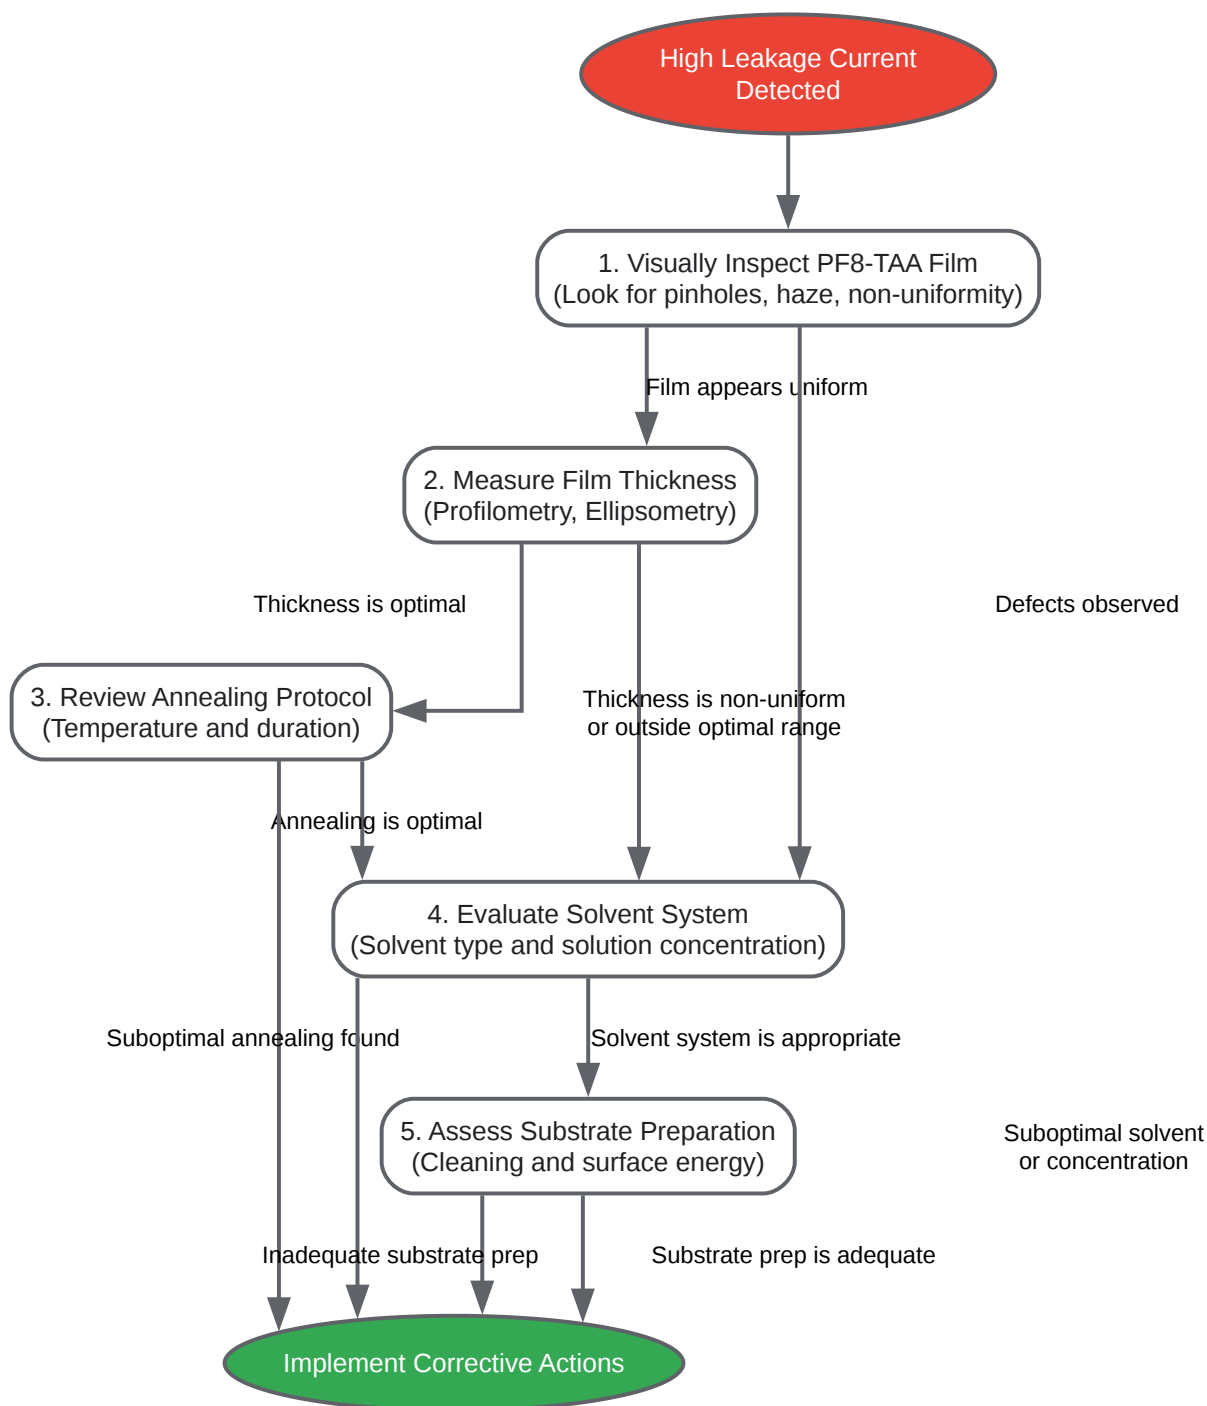 High Leakage Current
Detected
1. Visually Inspect PF8-TAA Film
(Look for pinholes, haze, non-uniformity)
Film appears uniform
2. Measure Film Thickness
(Profilometry, Ellipsometry)
Thickness is optimal
Defects observed
3. Review Annealing Protocol
(Temperature and duration)
Thickness is non-uniform
or outside optimal range
Annealing is optimal
4. Evaluate Solvent System
(Solvent type and solution concentration)
Suboptimal annealing found
Solvent system is appropriate
5. Assess Substrate Preparation
(Cleaning and surface energy)
Suboptimal solvent
or concentration
Inadequate substrate prep
Substrate prep is adequate
Implement Corrective Actions